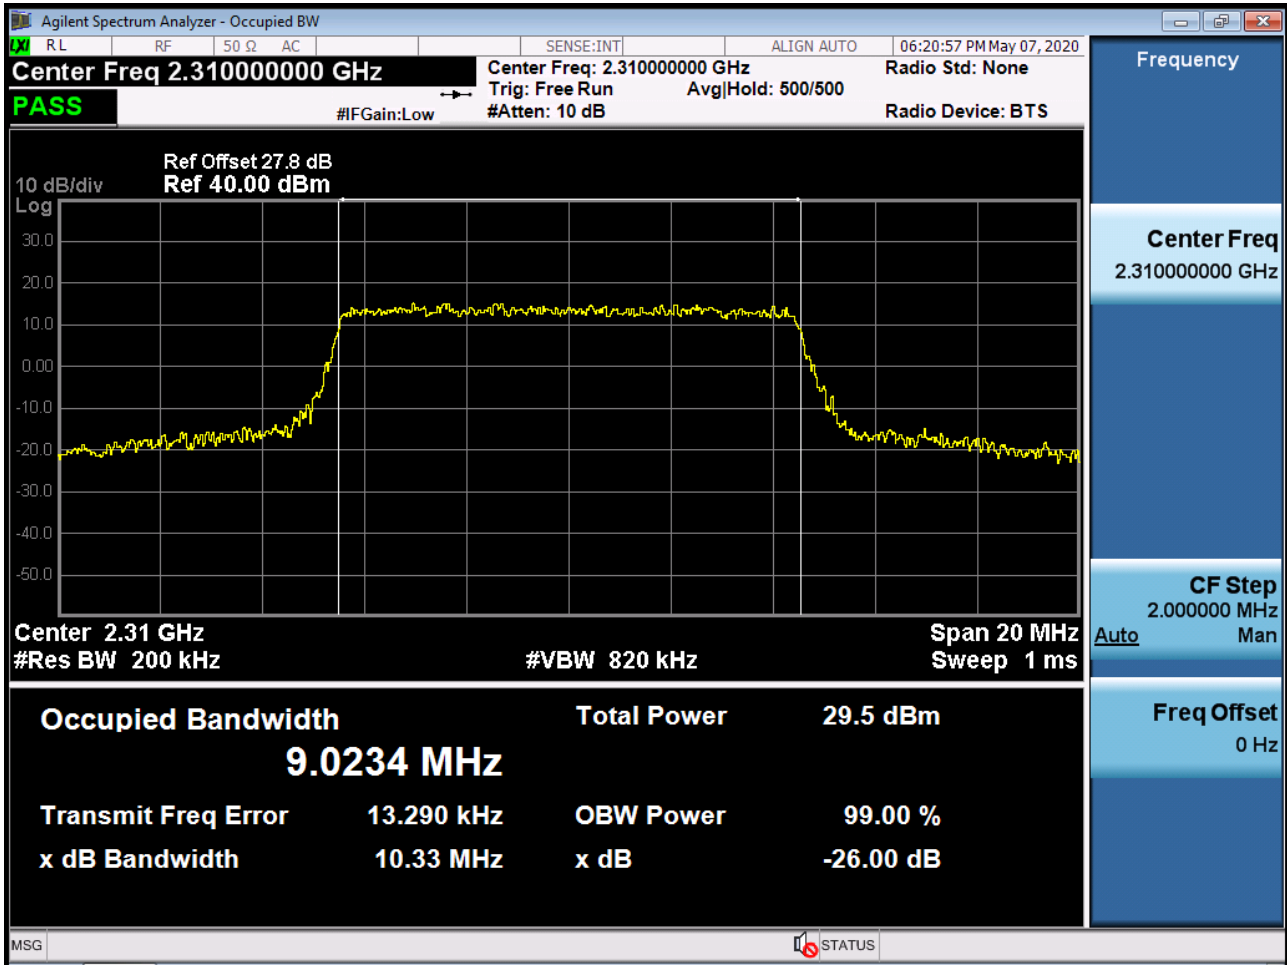 Agilent Spectrum Analyzer - Occupied BW
LXI RL RF 50 Ω AC SENSE:INT ALIGN AUTO 06:20:57 PM May 07, 2020
Center Freq 2.310000000 GHz
PASS
#IFGain:Low
Center Freq: 2.310000000 GHz
Trig: Free Run Avg|Hold: 500/500
#Atten: 10 dB
Radio Std: None
Radio Device: BTS
Ref Offset 27.8 dB
10 dB/div Ref 40.00 dBm
Log
30.0
20.0
10.0
0.00
-10.0
-20.0
-30.0
-40.0
-50.0
Center 2.31 GHz Span 20 MHz
#Res BW 200 kHz #VBW 820 kHz Sweep 1 ms
Occupied Bandwidth Total Power 29.5 dBm
9.0234 MHz
Transmit Freq Error 13.290 kHz OBW Power 99.00 %
x dB Bandwidth 10.33 MHz x dB -26.00 dB
MSG STATUS
Frequency
Center Freq
2.310000000 GHz
CF Step
2.000000 MHz
Auto Man
Freq Offset
0 Hz